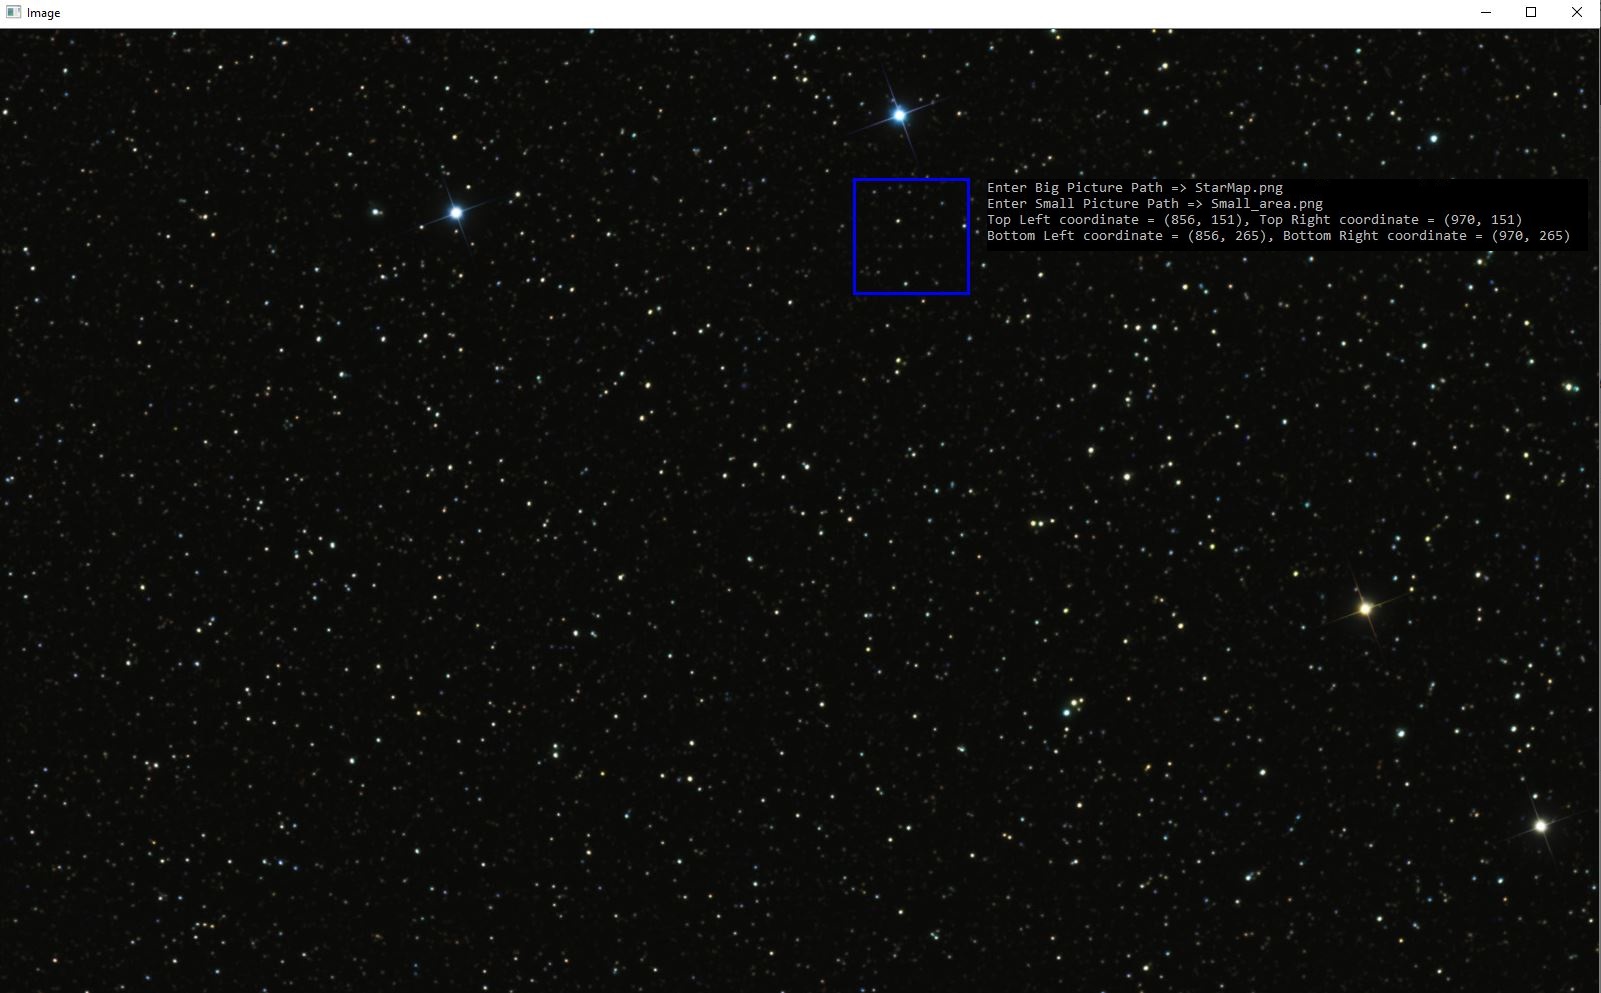 Image
Enter Big Picture Path => StarMap.png
Enter Small Picture Path => Small_area.png
Top Left coordinate = (856, 151), Top Right coordinate = (970, 151)
Bottom Left coordinate = (856, 265), Bottom Right coordinate = (970, 265)